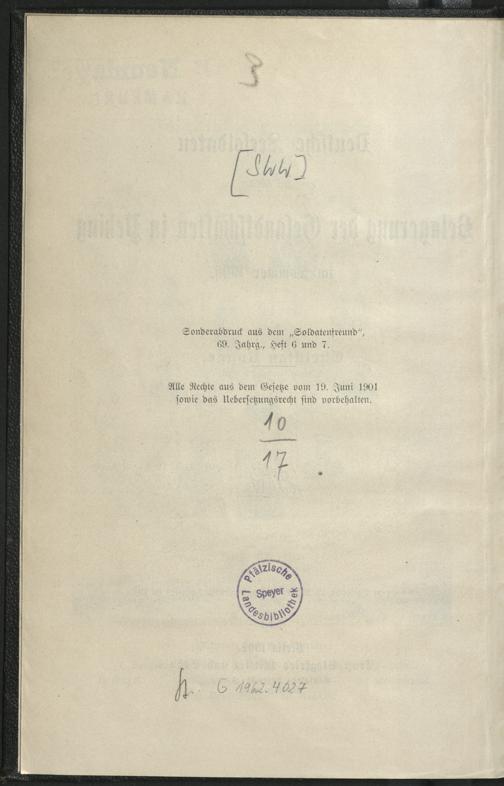 3
[SWW]
Sonderabdruck aus dem „Soldatenfreund“,
69. Jahrg., Heft 6 und 7.
Alle Rechte aus dem Gesetze vom 19. Juni 1901
sowie das Uebersetzungsrecht sind vorbehalten.
10
17
Pfälzische
Speyer
Landesbibliothek
G 1962.4027